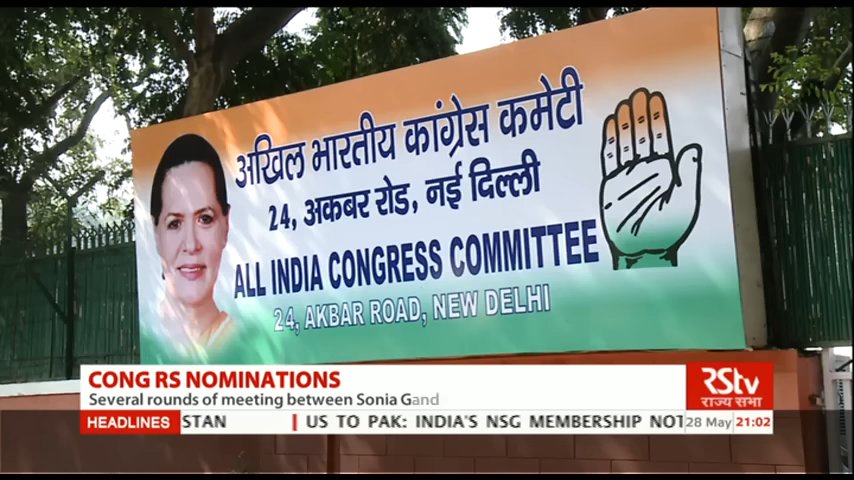 अखिल भारतीय कांग्रेस कमेटी
24, अकबर रोड, नई दिल्ली
ALL INDIA CONGRESS COMMITTEE
24, AKBAR ROAD, NEW DELHI
CONG RS NOMINATIONS
Several rounds of meeting between Sonia Gand
RStv
राज्य सभा
HEADLINES STAN | US TO PAK: INDIA'S NSG MEMBERSHIP NOT 28 May 21:02